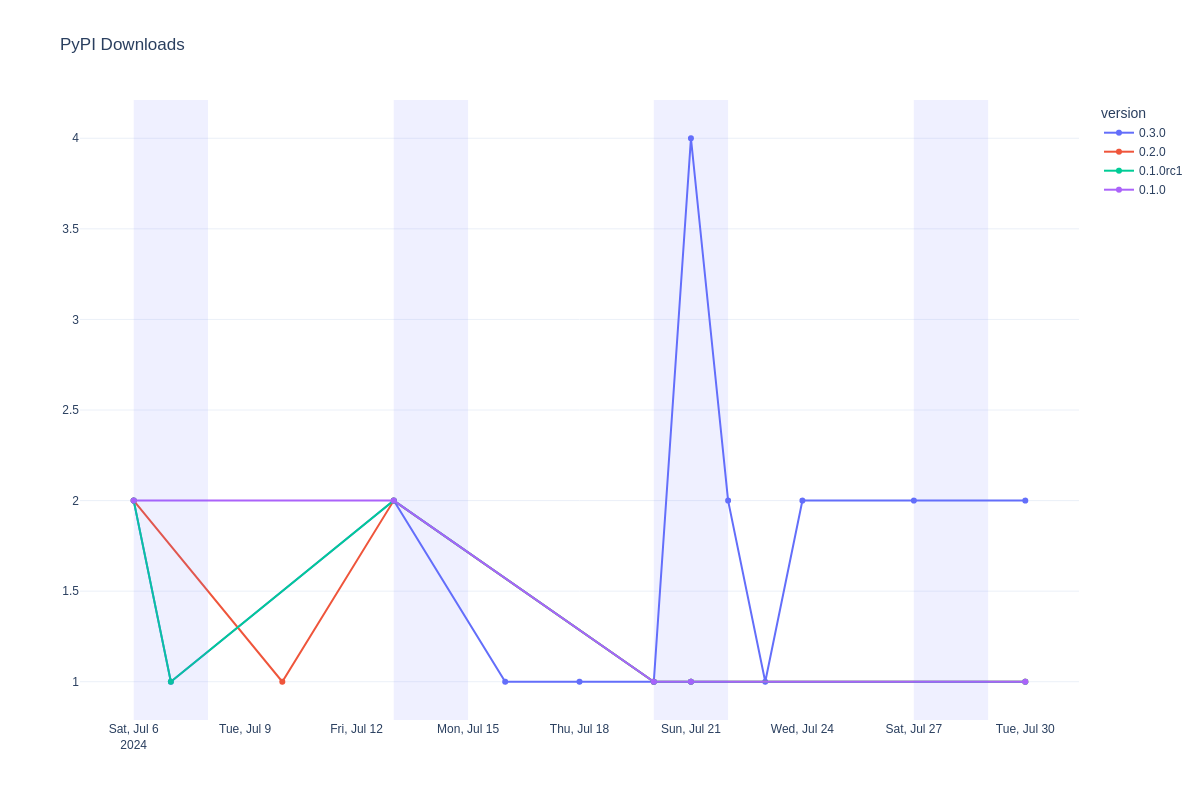 PyPI Downloads
version
0.3.0
0.2.0
0.1.0rc1
0.1.0
4
3.5
3
2.5
2
1.5
1
Sat, Jul 6
2024
Tue, Jul 9
Fri, Jul 12
Mon, Jul 15
Thu, Jul 18
Sun, Jul 21
Wed, Jul 24
Sat, Jul 27
Tue, Jul 30